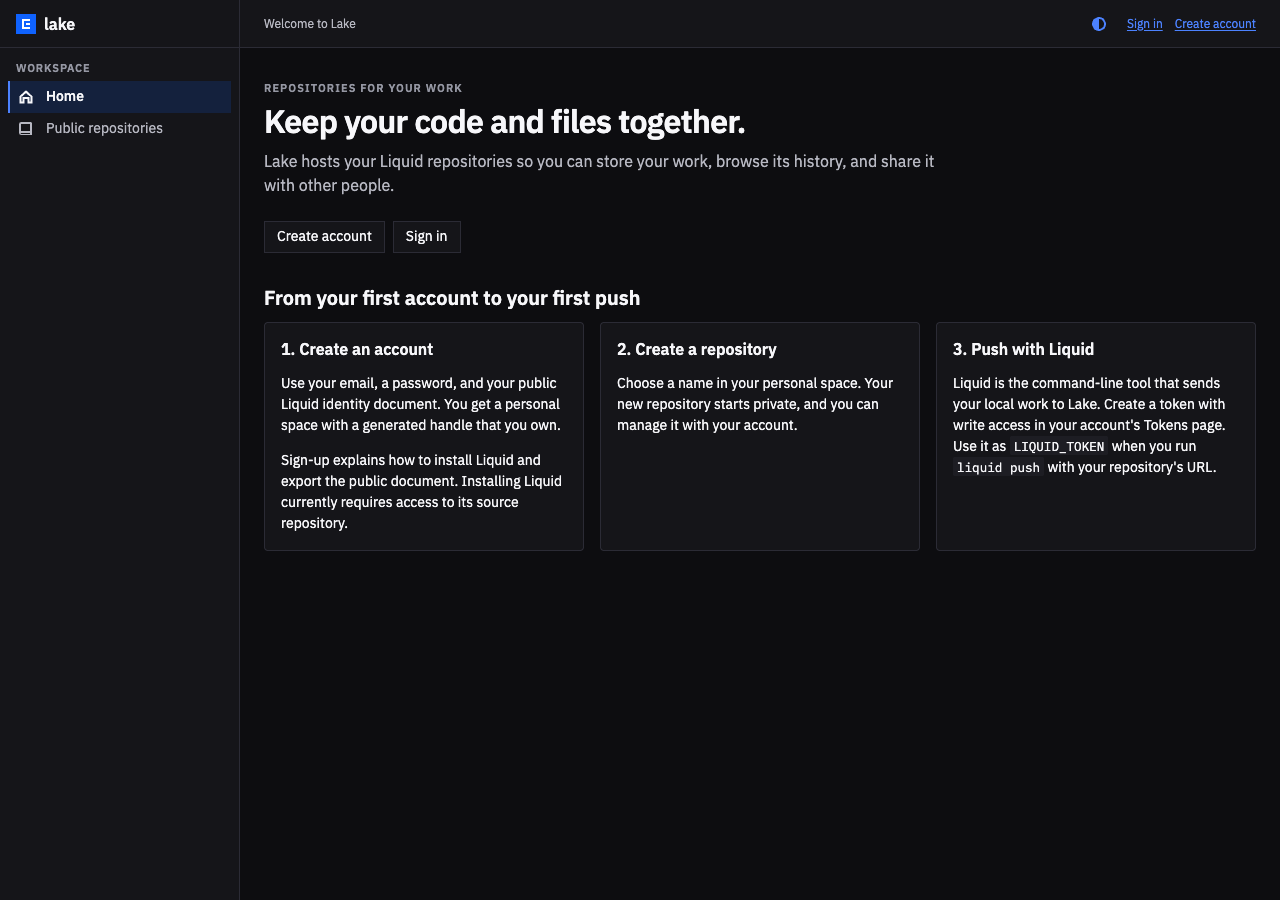 lake
Welcome to Lake
Sign in
Create account
WORKSPACE
Home
Public repositories
REPOSITORIES FOR YOUR WORK
Keep your code and files together.
Lake hosts your Liquid repositories so you can store your work, browse its history, and share it
with other people.
Create account
Sign in
From your first account to your first push
1. Create an account
Use your email, a password, and your public
Liquid identity document. You get a personal
space with a generated handle that you own.
Sign-up explains how to install Liquid and
export the public document. Installing Liquid
currently requires access to its source
repository.
2. Create a repository
Choose a name in your personal space. Your
new repository starts private, and you can
manage it with your account.
3. Push with Liquid
Liquid is the command-line tool that sends
your local work to Lake. Create a token with
write access in your account's Tokens page.
Use it as LIQUID_TOKEN when you run
liquid push with your repository's URL.